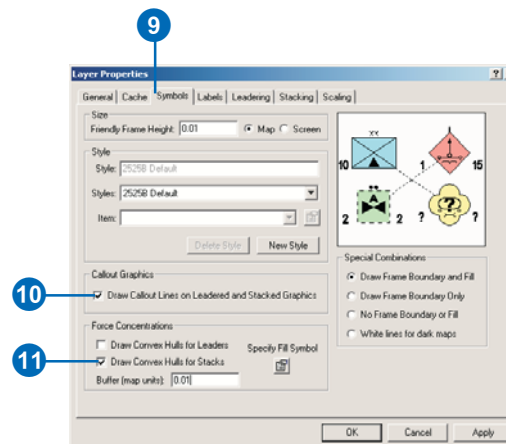 9
Layer Properties
?
General Cache Symbols Labels Leadering Stacking Scaling
Size
Friendly Frame Height: 0.01 Map Screen
Style
Style: 2525B Default
Styles: 2525B Default
Item:
Delete Style New Style
Callout Graphics
10
Draw Callout Lines on Leadered and Stacked Graphics
Force Concentrations
Draw Convex Hulls for Leaders
Specify Fill Symbol
11
Draw Convex Hulls for Stacks
Buffer (map units): 0.01
XX
10 1 15
A
2 2 ? ? ?
Special Combinations
Draw Frame Boundary and Fill
Draw Frame Boundary Only
No Frame Boundary or Fill
White lines for dark maps
OK Cancel Apply